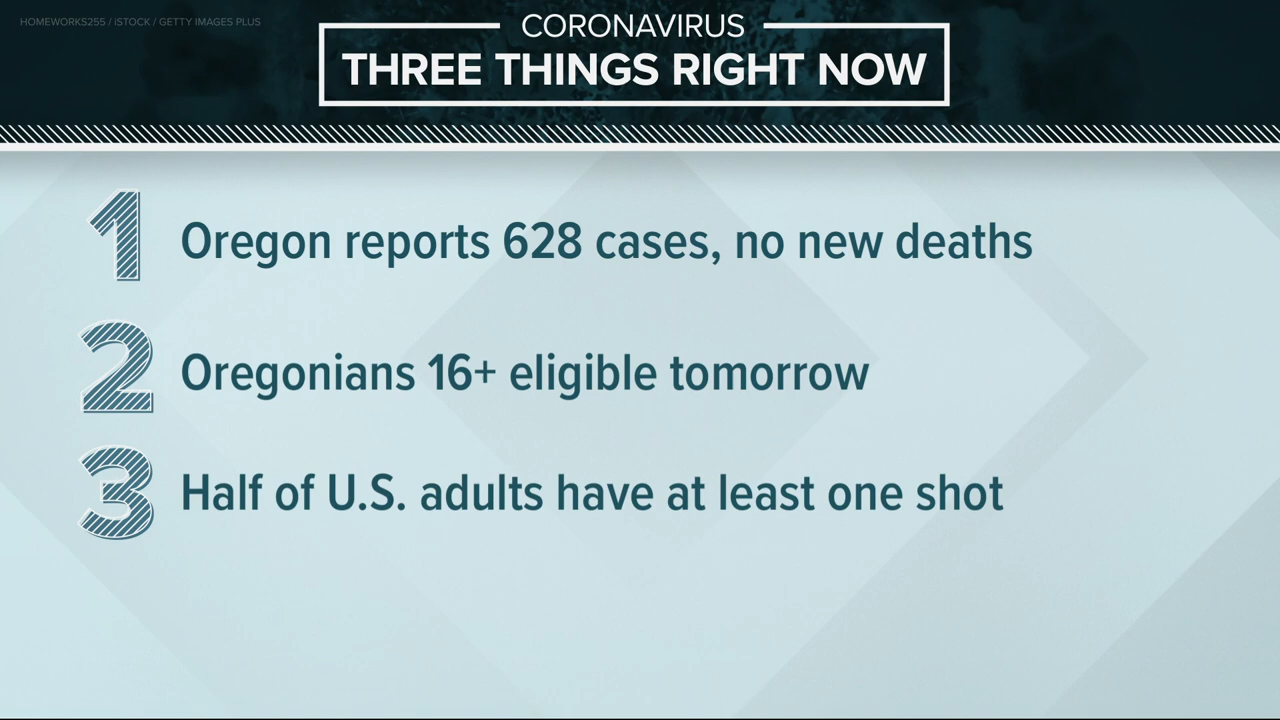 HOMEWORKS255 / iSTOCK / GETTY IMAGES PLUS
CORONAVIRUS
THREE THINGS RIGHT NOW
1 Oregon reports 628 cases, no new deaths
2 Oregonians 16+ eligible tomorrow
3 Half of U.S. adults have at least one shot